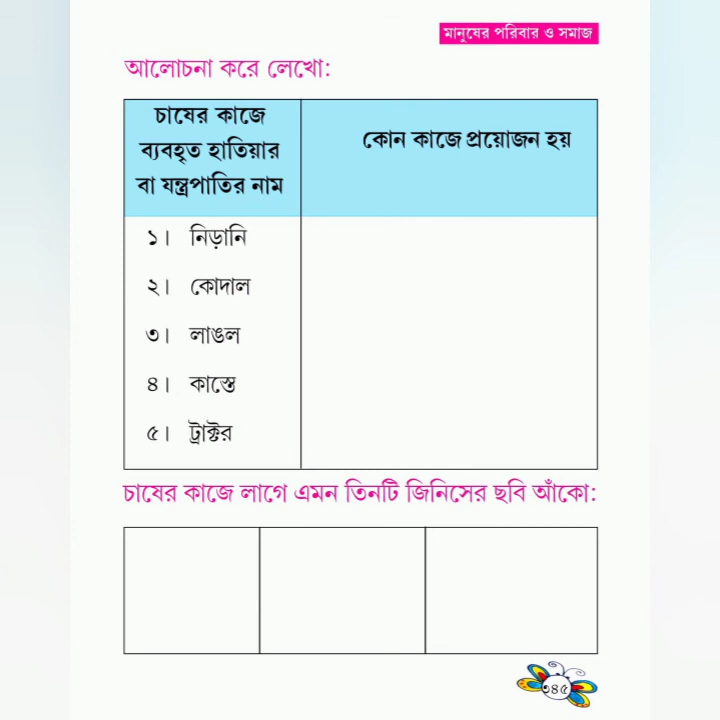 মানুষের পরিবার ও সমাজ
আলোচনা করে লেখো:
চাষের কাজে
ব্যবহৃত হাতিয়ার
বা যন্ত্রপাতির নাম
কোন কাজে প্রয়োজন হয়
১। নিড়ানি
২। কোদাল
৩। লাঙল
৪। কাস্তে
৫। ট্রাক্টর
চাষের কাজে লাগে এমন তিনটি জিনিসের ছবি আঁকো:
৩৪৫